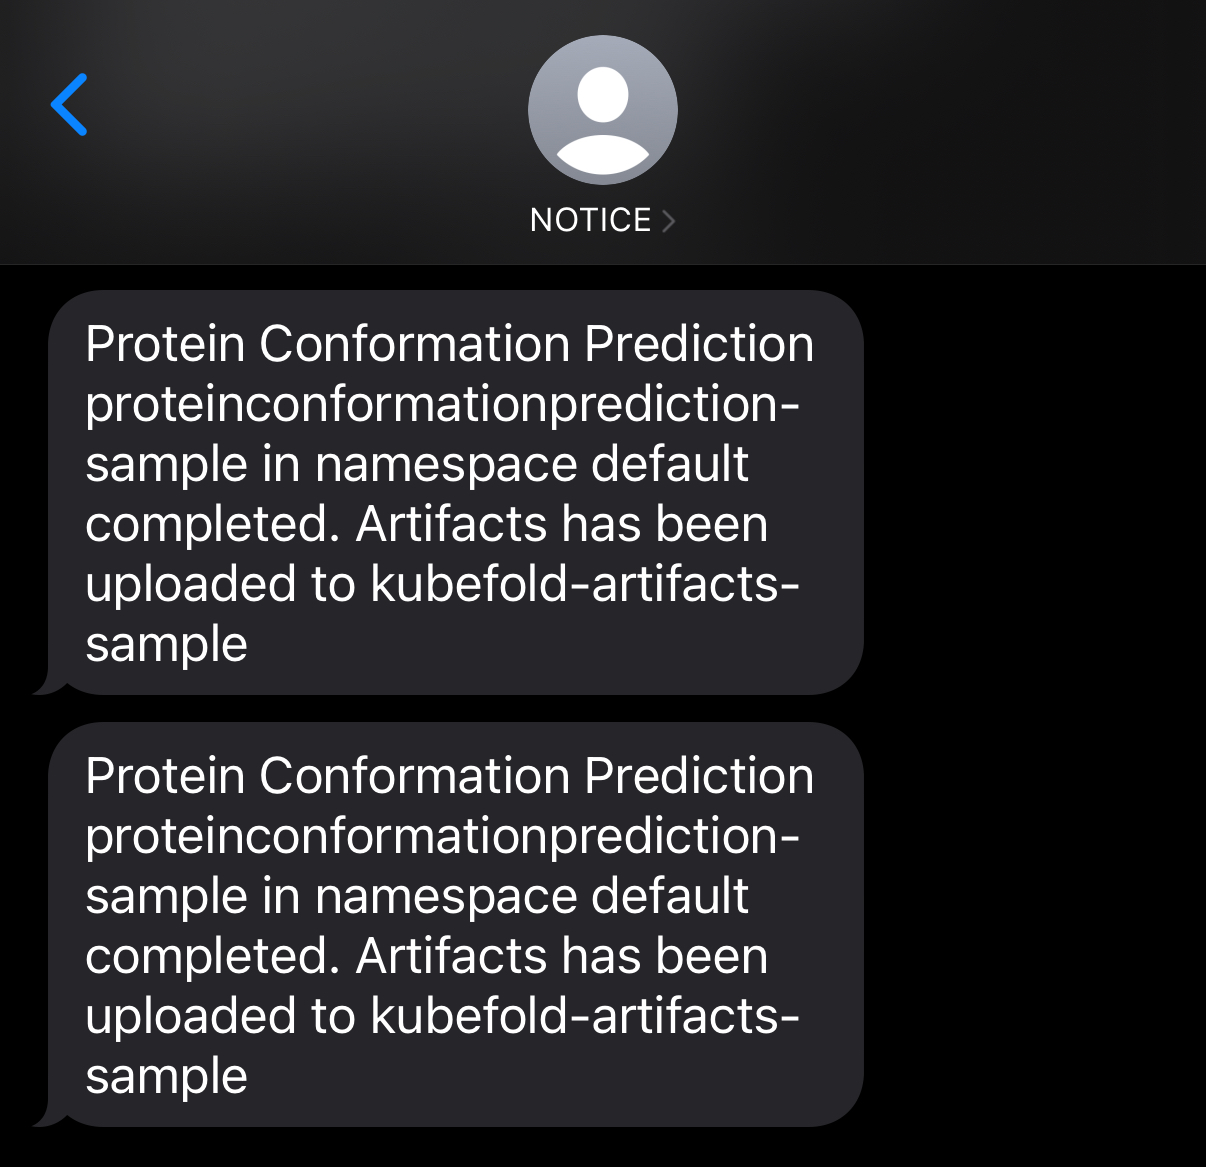 NOTICE
Protein Conformation Prediction
proteinconformationprediction-
sample in namespace default
completed. Artifacts has been
uploaded to kubefold-artifacts-
sample
Protein Conformation Prediction
proteinconformationprediction-
sample in namespace default
completed. Artifacts has been
uploaded to kubefold-artifacts-
sample